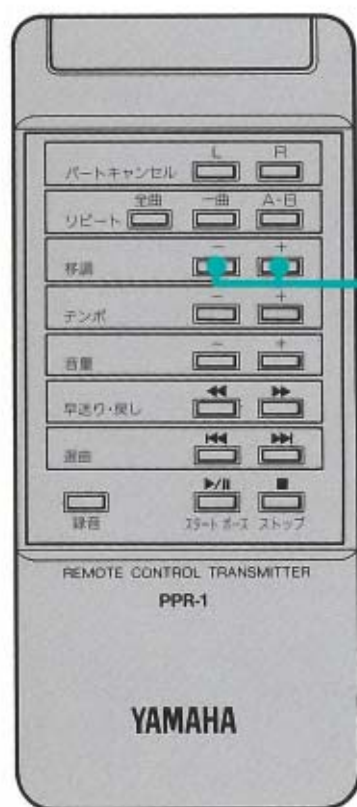 L R
パートキャンセル
全曲 一曲 A-B
リピート
- +
移調
- +
テンポ
- +
音量
◀◀ ▶▶
早送り・戻し
|◀◀ ▶▶|
選曲
▶/II ■
録音 スタート ポーズ ストップ
REMOTE CONTROL TRANSMITTER
PPR-1
YAMAHA